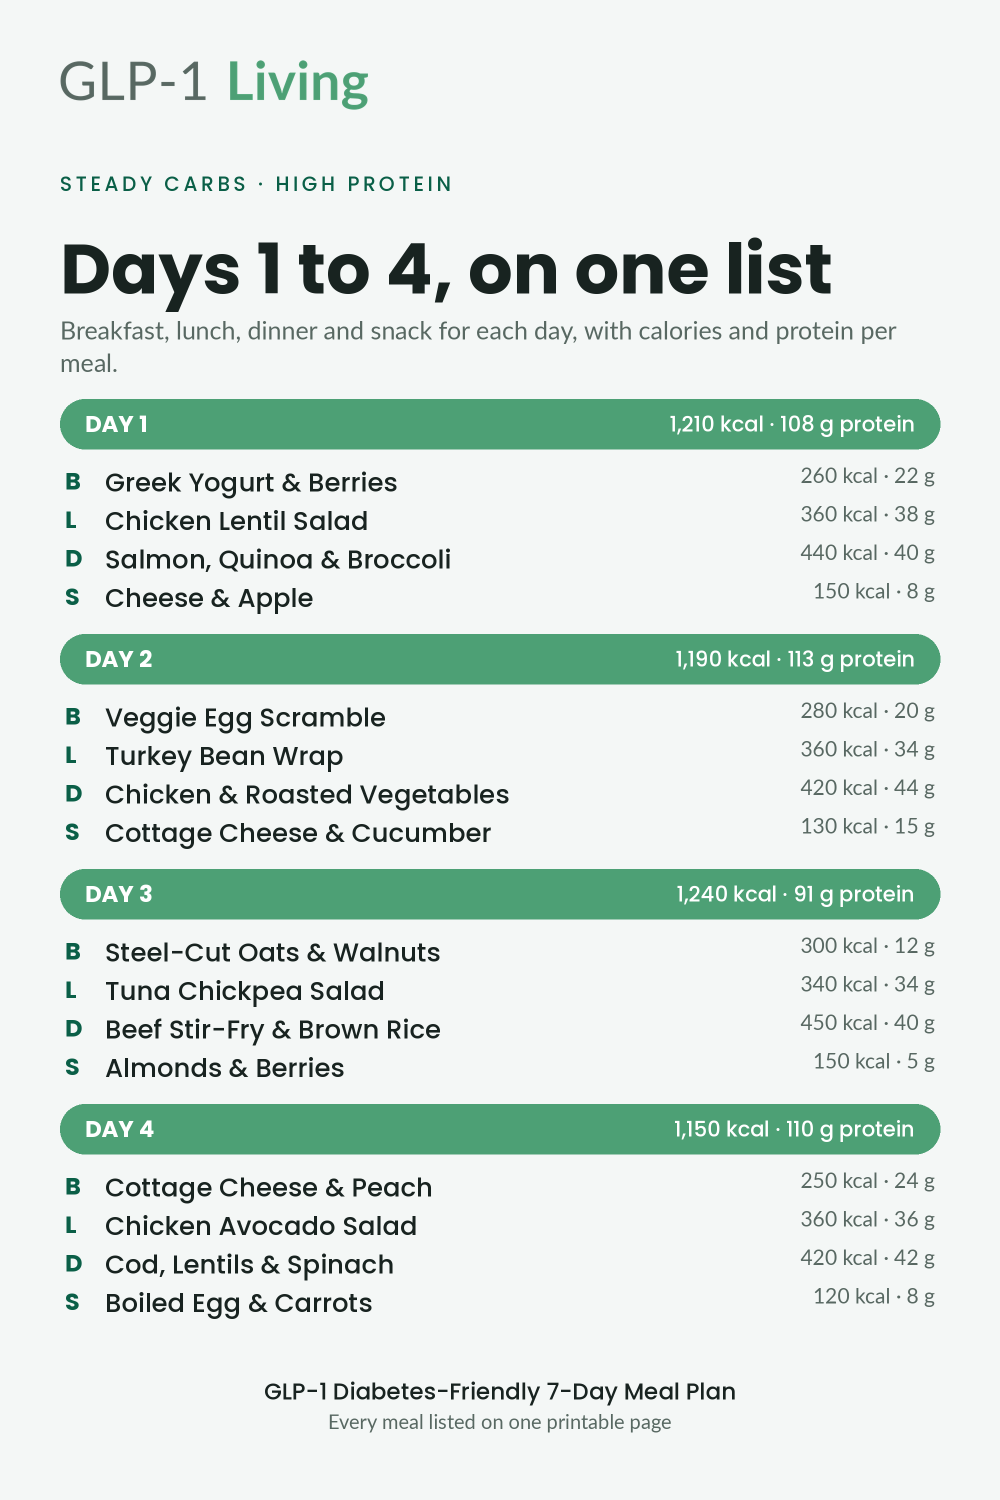 GLP-1 Living
STEADY CARBS · HIGH PROTEIN
Days 1 to 4, on one list
Breakfast, lunch, dinner and snack for each day, with calories and protein per
meal.
DAY 1 1,210 kcal · 108 g protein
B Greek Yogurt & Berries 260 kcal · 22 g
L Chicken Lentil Salad 360 kcal · 38 g
D Salmon, Quinoa & Broccoli 440 kcal · 40 g
S Cheese & Apple 150 kcal · 8 g
DAY 2 1,190 kcal · 113 g protein
B Veggie Egg Scramble 280 kcal · 20 g
L Turkey Bean Wrap 360 kcal · 34 g
D Chicken & Roasted Vegetables 420 kcal · 44 g
S Cottage Cheese & Cucumber 130 kcal · 15 g
DAY 3 1,240 kcal · 91 g protein
B Steel-Cut Oats & Walnuts 300 kcal · 12 g
L Tuna Chickpea Salad 340 kcal · 34 g
D Beef Stir-Fry & Brown Rice 450 kcal · 40 g
S Almonds & Berries 150 kcal · 5 g
DAY 4 1,150 kcal · 110 g protein
B Cottage Cheese & Peach 250 kcal · 24 g
L Chicken Avocado Salad 360 kcal · 36 g
D Cod, Lentils & Spinach 420 kcal · 42 g
S Boiled Egg & Carrots 120 kcal · 8 g
GLP-1 Diabetes-Friendly 7-Day Meal Plan
Every meal listed on one printable page